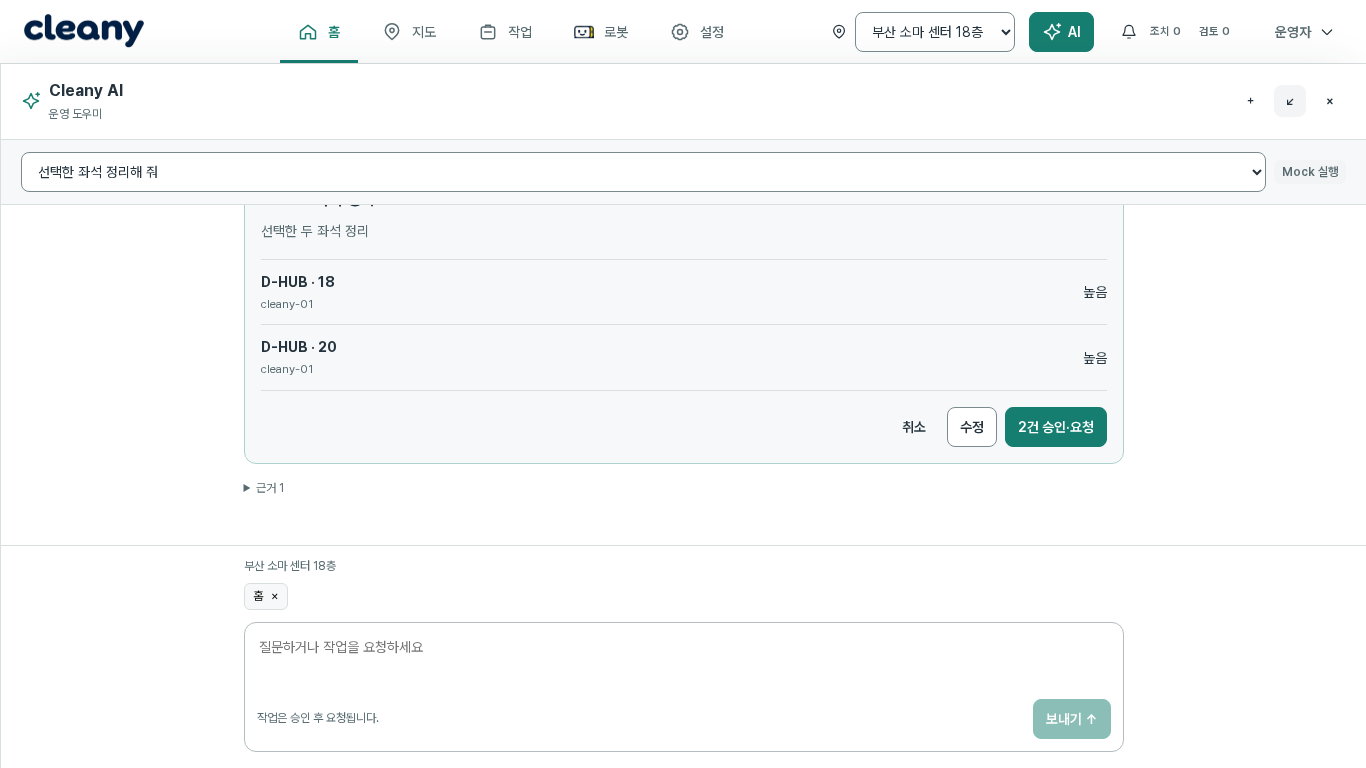 cleany
홈
지도
작업
로봇
설정
부산 소마 센터 18층
AI
조치 0
검토 0
운영자
Cleany AI
운영 도우미
+
×
선택한 좌석 정리해 줘
Mock 실행
선택한 두 좌석 정리
D-HUB · 18
cleany-01
높음
D-HUB · 20
cleany-01
높음
취소
수정
2건 승인·요청
근거 1
부산 소마 센터 18층
홈 ×
질문하거나 작업을 요청하세요
작업은 승인 후 요청됩니다.
보내기 ↑